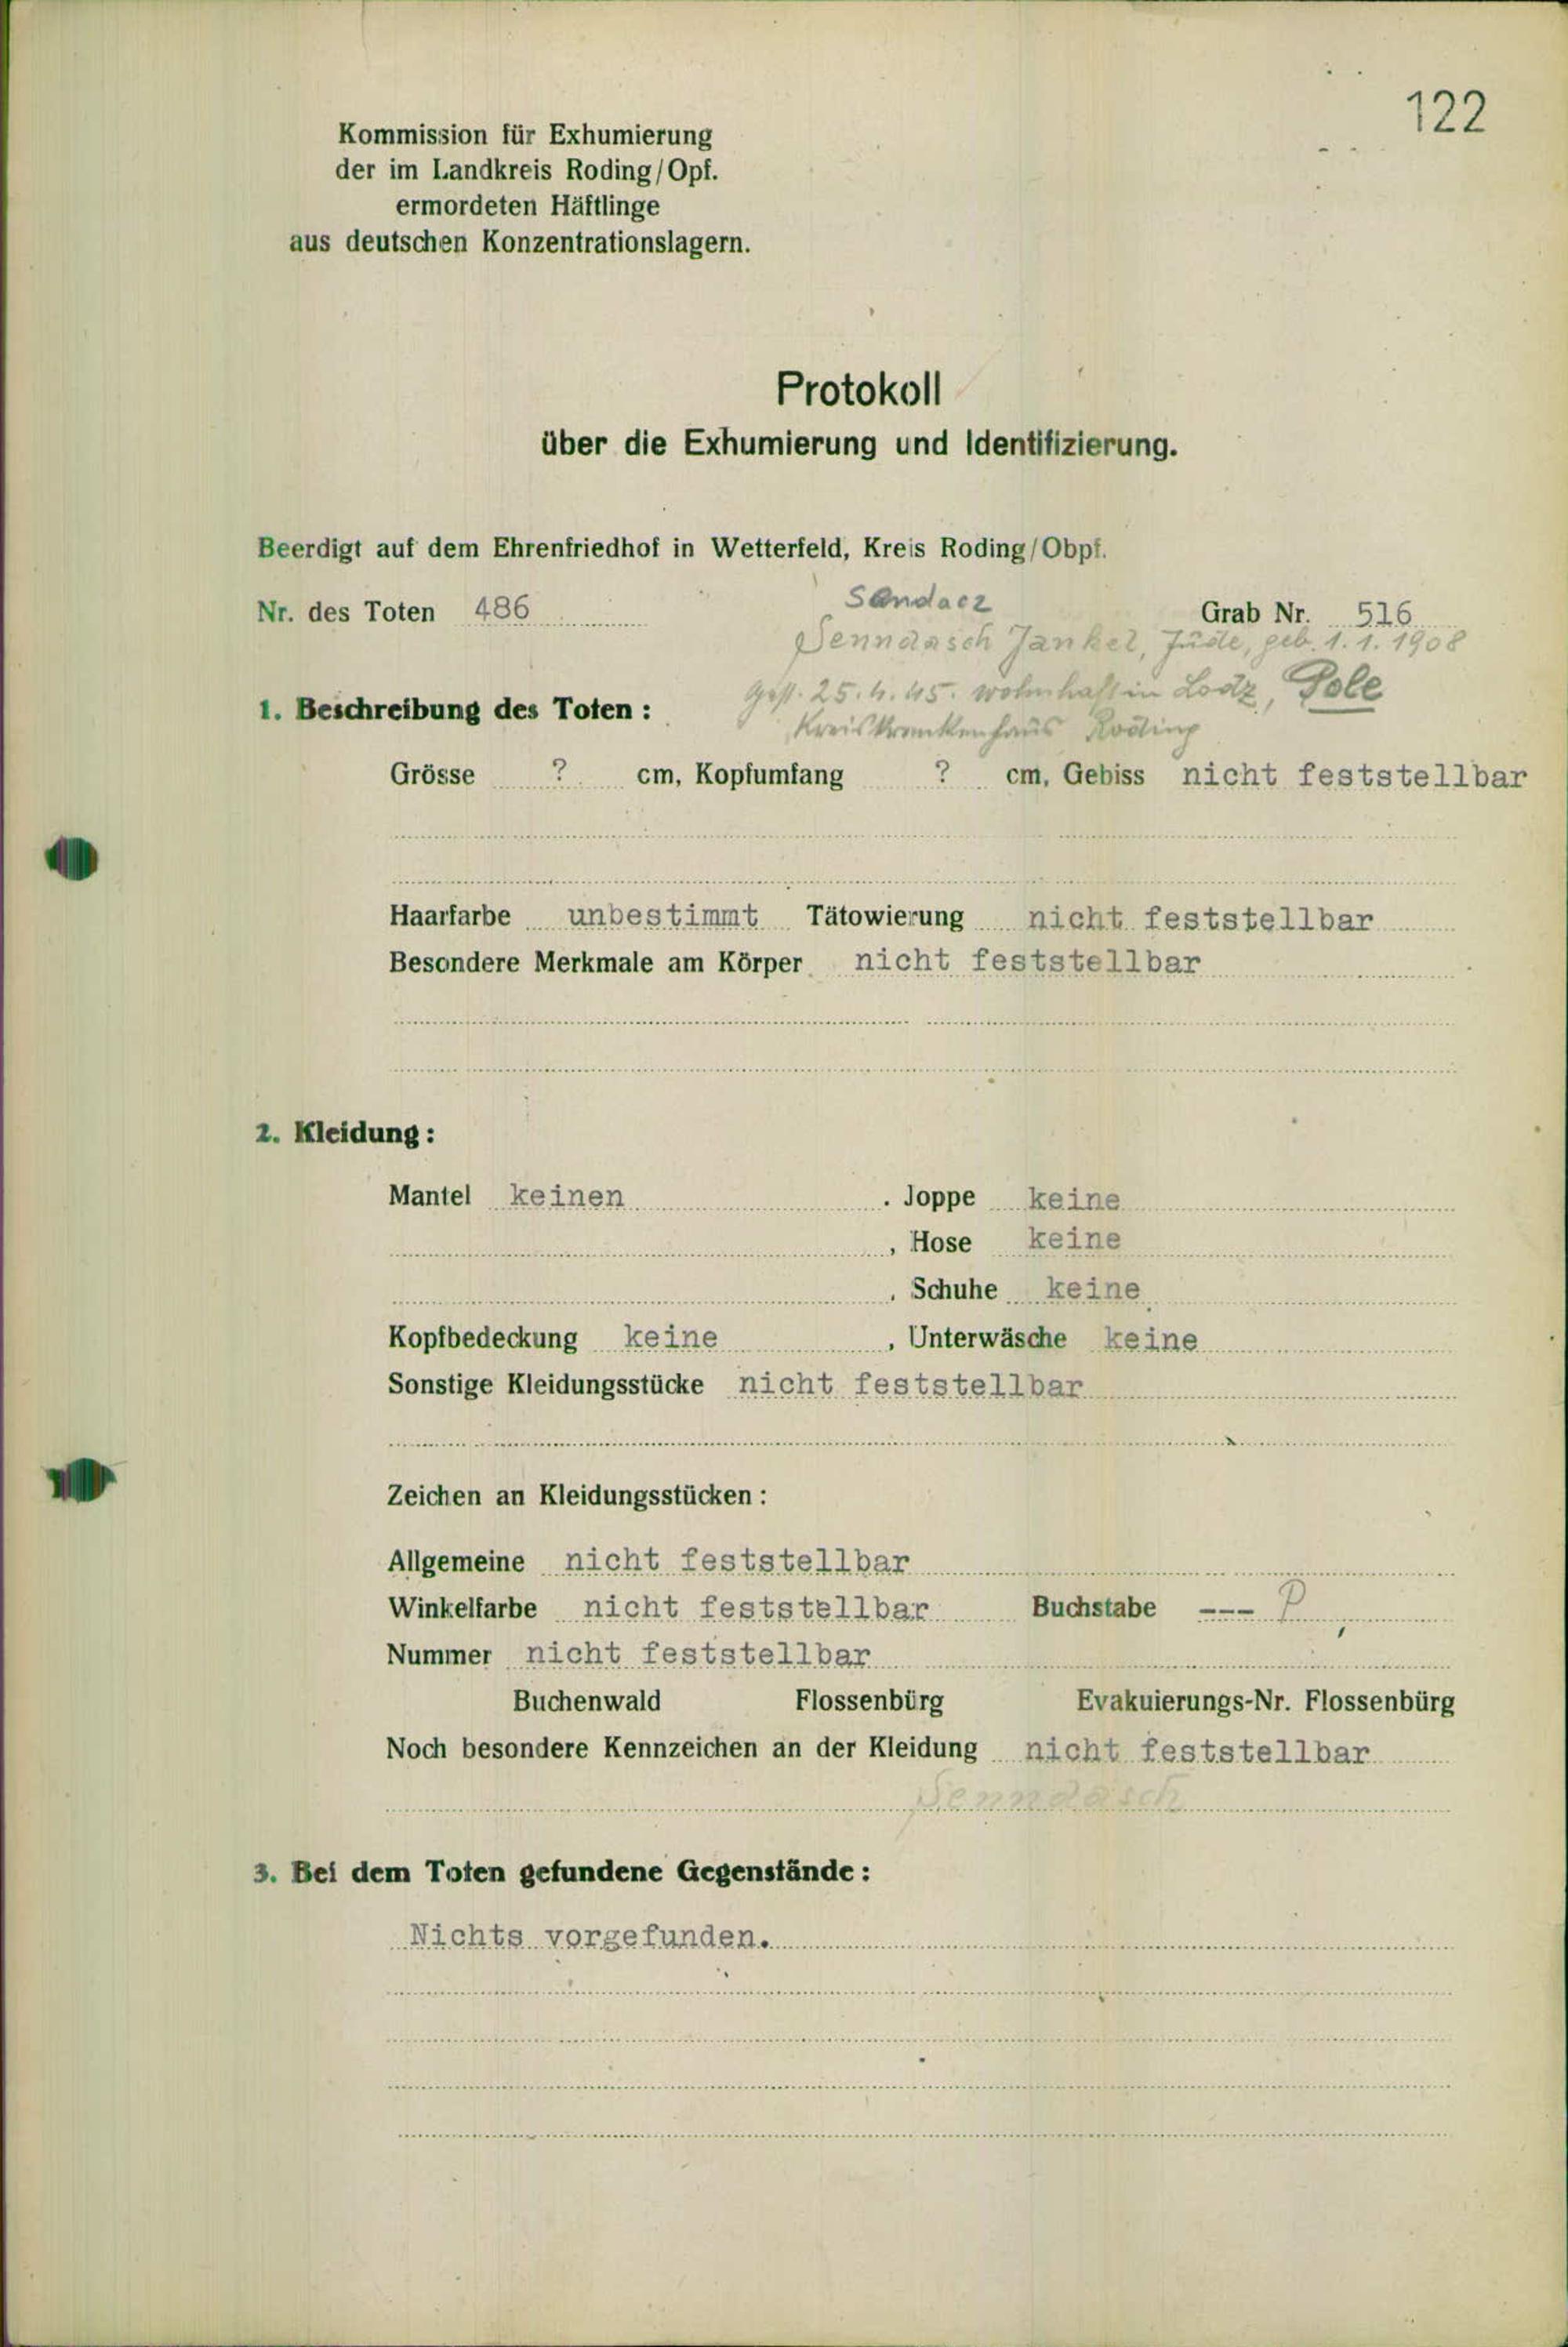 122
Kommission für Exhumierung
der im Landkreis Roding/Opf.
ermordeten Häftlinge
aus deutschen Konzentrationslagern.
Protokoll
über die Exhumierung und Identifizierung.
Beerdigt auf dem Ehrenfriedhof in Wetterfeld, Kreis Roding/Obpf.
Sandacz
Nr. des Toten 486 Grab Nr. 516
Senndasch Jankel, Jude, geb. 1. 1. 1908
gest. 25. 4. 45. wohnhaft in Lodz, Pole
1. Beschreibung des Toten :
Kreiskrankenhaus Roding
Grösse ? cm, Kopfumfang ? cm, Gebiss nicht feststellbar
Haarfarbe unbestimmt Tätowierung nicht feststellbar
Besondere Merkmale am Körper nicht feststellbar
2. Kleidung :
Mantel keinen . Joppe keine
, Hose keine
, Schuhe keine
Kopfbedeckung keine , Unterwäsche keine
Sonstige Kleidungsstücke nicht feststellbar
Zeichen an Kleidungsstücken :
Allgemeine nicht feststellbar
Winkelfarbe nicht feststellbar Buchstabe --- P
Nummer nicht feststellbar
Buchenwald Flossenbürg Evakuierungs-Nr. Flossenbürg
Noch besondere Kennzeichen an der Kleidung nicht feststellbar
Senndasch
3. Bei dem Toten gefundene Gegenstände :
Nichts vorgefunden.